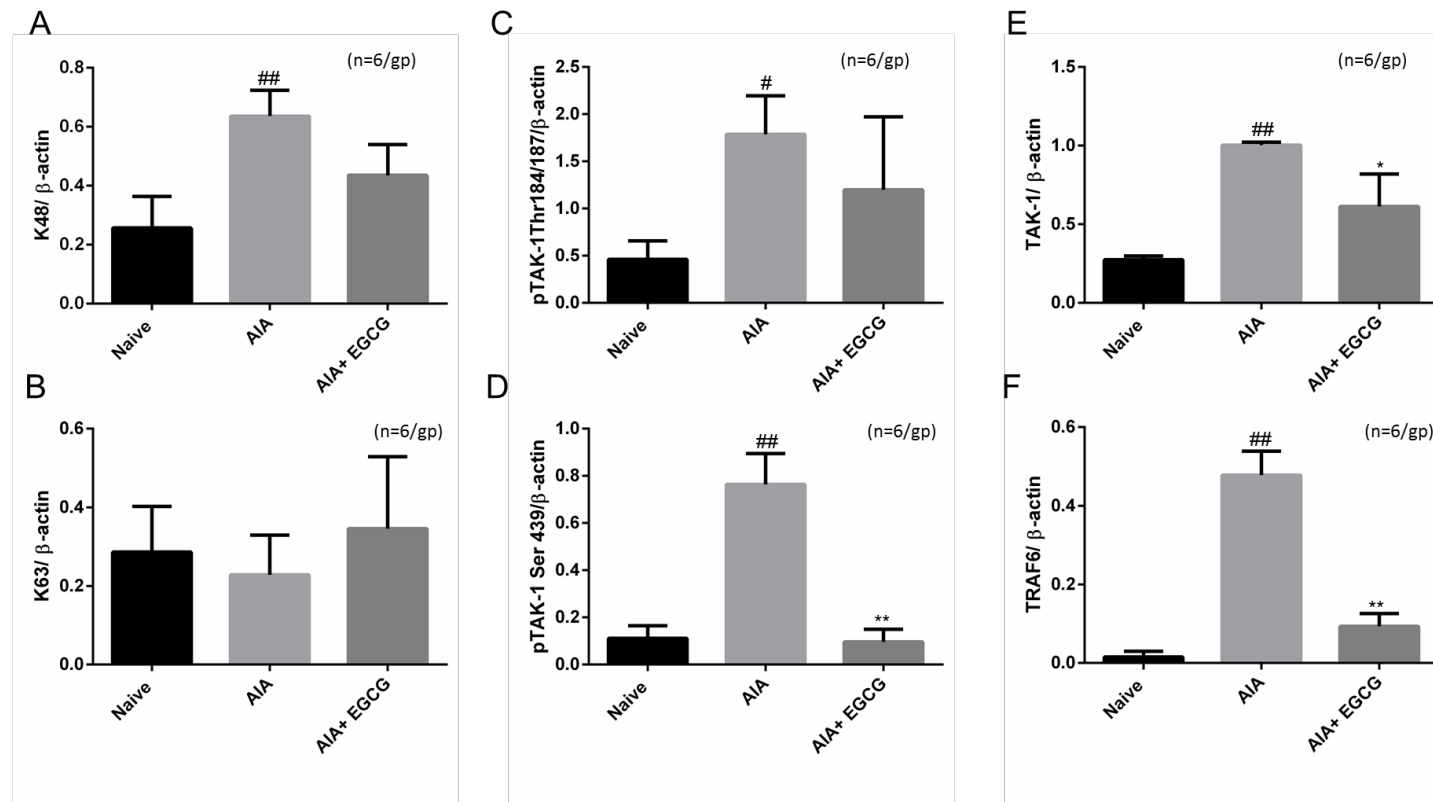 A
(n=6/gp)
K48/ β-actin
0.8
0.6
0.4
0.2
0.0
##
Naive
AIA
AIA+ EGCG
B
(n=6/gp)
K63/ β-actin
0.6
0.4
0.2
0.0
Naive
AIA
AIA+ EGCG
C
(n=6/gp)
pTAK-1Thr184/187/β-actin
2.5
2.0
1.5
1.0
0.5
0.0
#
Naive
AIA
AIA+ EGCG
D
(n=6/gp)
pTAK-1 Ser 439/β-actin
1.0
0.8
0.6
0.4
0.2
0.0
##
**
Naive
AIA
AIA+ EGCG
E
(n=6/gp)
TAK-1/ β-actin
1.5
1.0
0.5
0.0
##
*
Naive
AIA
AIA+ EGCG
F
(n=6/gp)
TRAF6/ β-actin
0.6
0.4
0.2
0.0
##
**
Naive
AIA
AIA+ EGCG